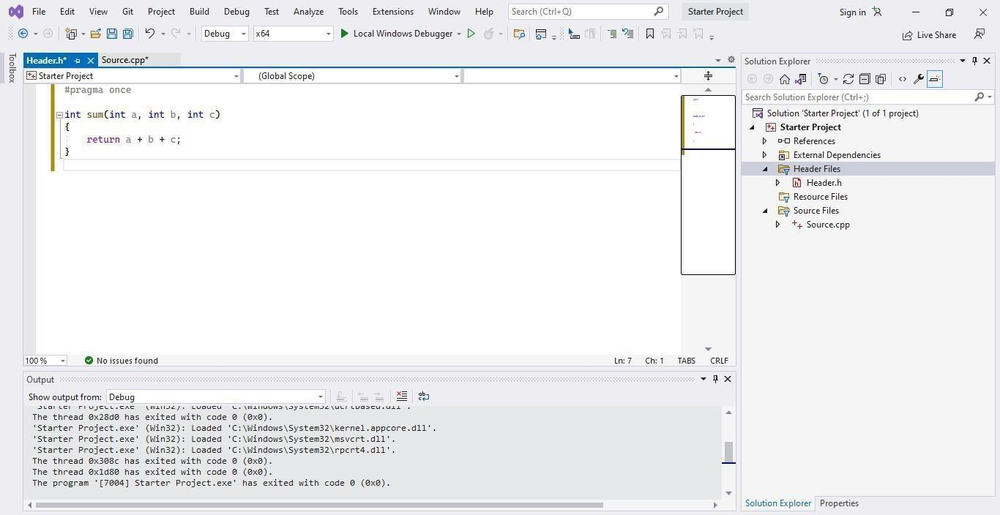 File Edit View Git Project Build Debug Test Analyze Tools Extensions Window Help Search (Ctrl+Q) Starter Project Sign in
Debug x64 Local Windows Debugger Live Share
Toolbox
Header.h* Source.cpp*
Starter Project (Global Scope)
#pragma once
int sum(int a, int b, int c)
{
return a + b + c;
}
100 % No issues found Ln: 7 Ch: 1 TABS CRLF
Output
Show output from: Debug
'Starter Project.exe' (Win32): Loaded 'C:\Windows\System32\ucrtbased.dll'.
The thread 0x28d0 has exited with code 0 (0x0).
'Starter Project.exe' (Win32): Loaded 'C:\Windows\System32\kernel.appcore.dll'.
'Starter Project.exe' (Win32): Loaded 'C:\Windows\System32\msvcrt.dll'.
'Starter Project.exe' (Win32): Loaded 'C:\Windows\System32\rpcrt4.dll'.
The thread 0x308c has exited with code 0 (0x0).
The thread 0x1d80 has exited with code 0 (0x0).
The program '[7004] Starter Project.exe' has exited with code 0 (0x0).
Solution Explorer
Search Solution Explorer (Ctrl+;)
Solution 'Starter Project' (1 of 1 project)
Starter Project
References
External Dependencies
Header Files
Header.h
Resource Files
Source Files
Source.cpp
Solution Explorer Properties